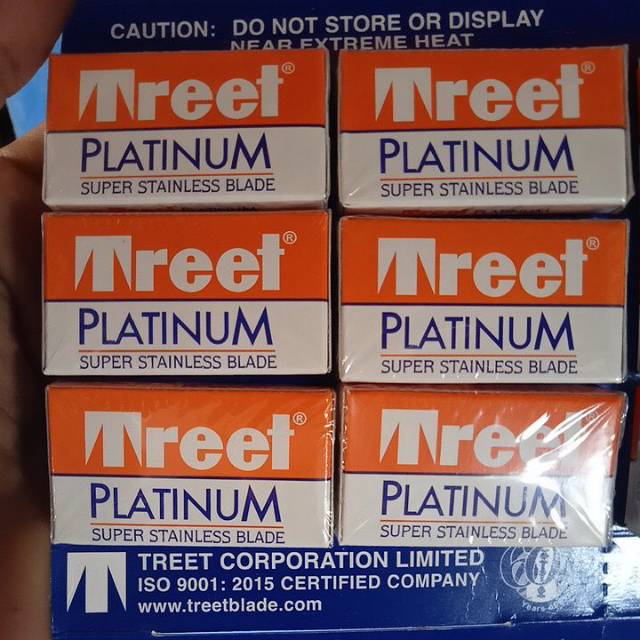 CAUTION: DO NOT STORE OR DISPLAY
NEAR EXTREME HEAT
Treet®
PLATINUM
SUPER STAINLESS BLADE
Treet®
PLATINUM
SUPER STAINLESS BLADE
Treet®
PLATINUM
SUPER STAINLESS BLADE
Treet®
PLATINUM
SUPER STAINLESS BLADE
Treet®
PLATINUM
SUPER STAINLESS BLADE
Treet
PLATINUM
SUPER STAINLESS BLADE
T TREET CORPORATION LIMITED
ISO 9001: 2015 CERTIFIED COMPANY
www.treetblade.com
Years